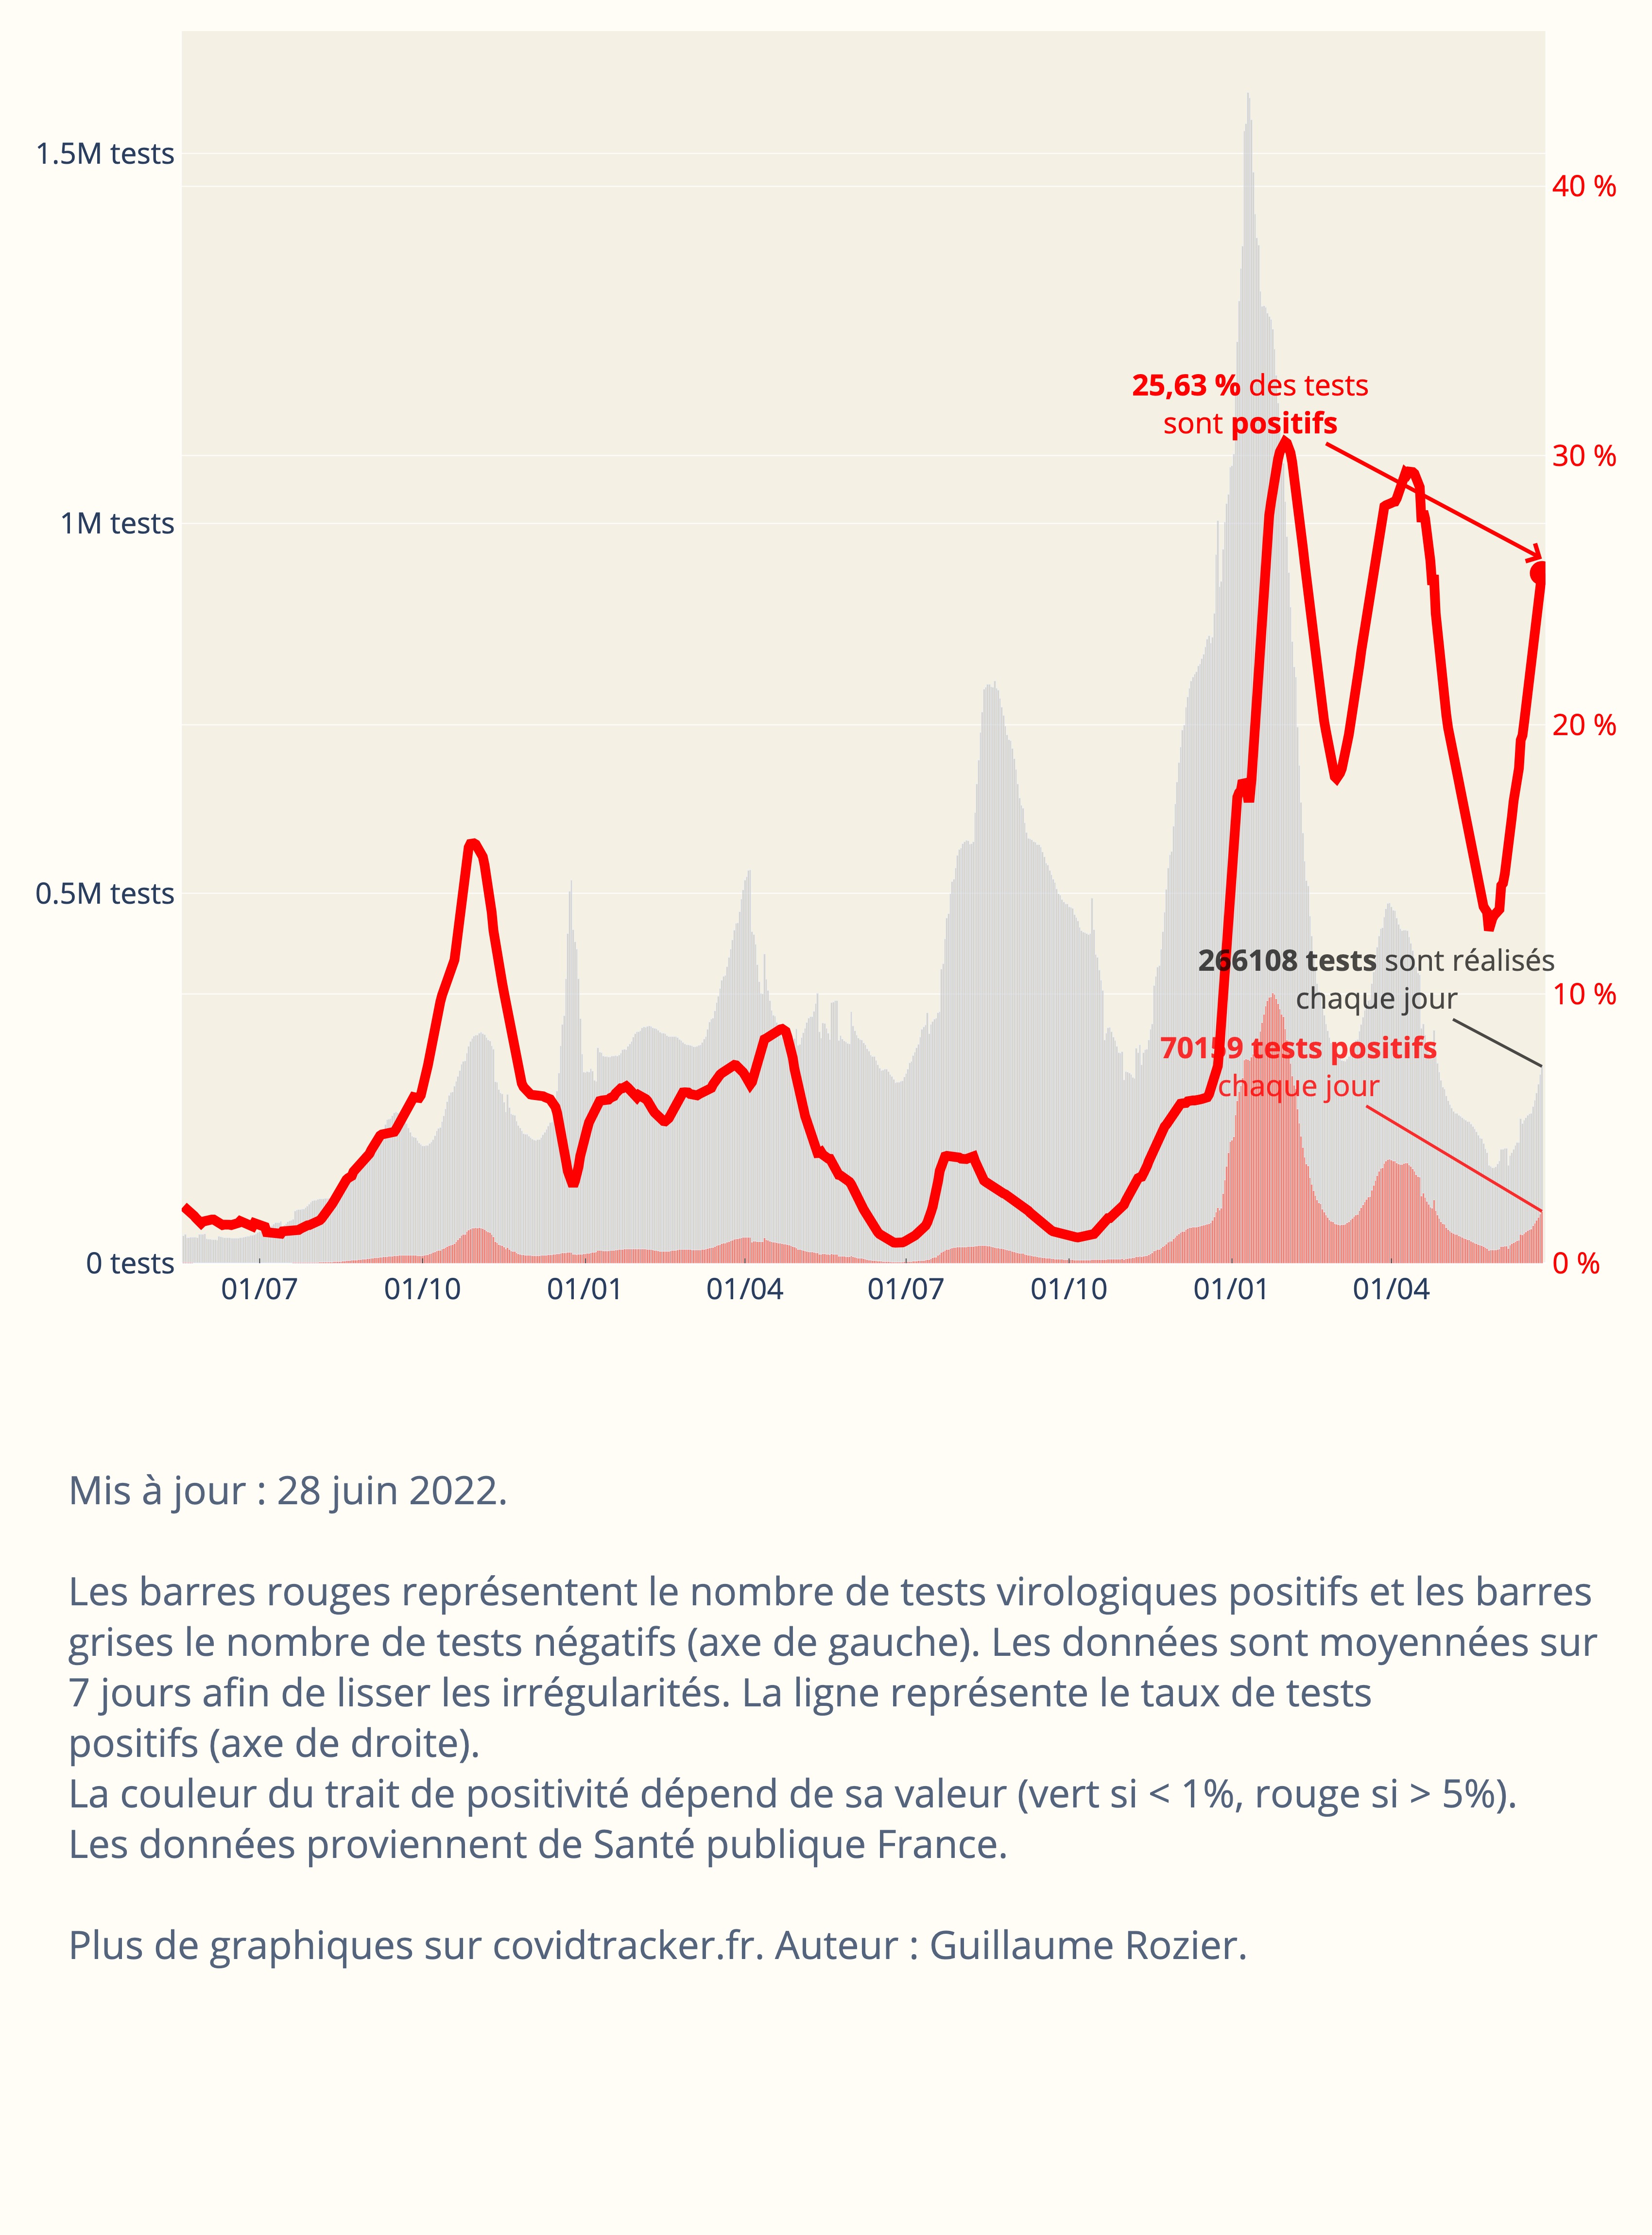 1.5M tests
40 %
25,63 % des tests
sont positifs
30 %
1M tests
20 %
0.5M tests
266108 tests sont réalisés
chaque jour
10 %
70159 tests positifs
chaque jour
0 tests
0 %
01/07 01/10 01/01 01/04 01/07 01/10 01/01 01/04
Mis à jour : 28 juin 2022.
Les barres rouges représentent le nombre de tests virologiques positifs et les barres
grises le nombre de tests négatifs (axe de gauche). Les données sont moyennées sur
7 jours afin de lisser les irrégularités. La ligne représente le taux de tests
positifs (axe de droite).
La couleur du trait de positivité dépend de sa valeur (vert si < 1%, rouge si > 5%).
Les données proviennent de Santé publique France.
Plus de graphiques sur covidtracker.fr. Auteur : Guillaume Rozier.